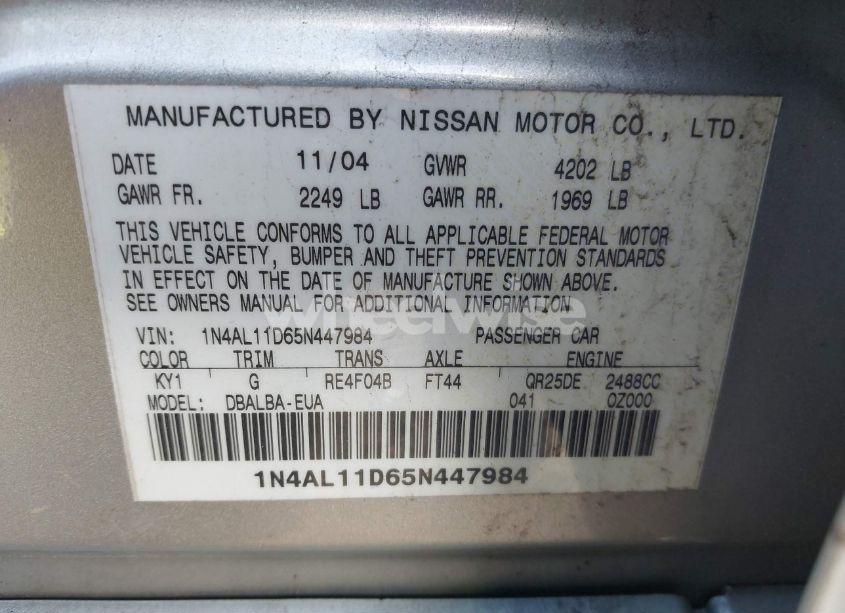 MANUFACTURED BY NISSAN MOTOR CO., LTD.
DATE 11/04 GVWR 4202 LB
GAWR FR. 2249 LB GAWR RR. 1969 LB
THIS VEHICLE CONFORMS TO ALL APPLICABLE FEDERAL MOTOR
VEHICLE SAFETY, BUMPER AND THEFT PREVENTION STANDARDS
IN EFFECT ON THE DATE OF MANUFACTURE SHOWN ABOVE.
SEE OWNERS MANUAL FOR ADDITIONAL INFORMATION
wheelwise
VIN: 1N4AL11D65N447984 PASSENGER CAR
COLOR TRIM TRANS AXLE ENGINE
KY1 G RE4F04B FT44 QR25DE 2488CC
MODEL: DBALBA-EUA 041 0Z000
1N4AL11D65N447984